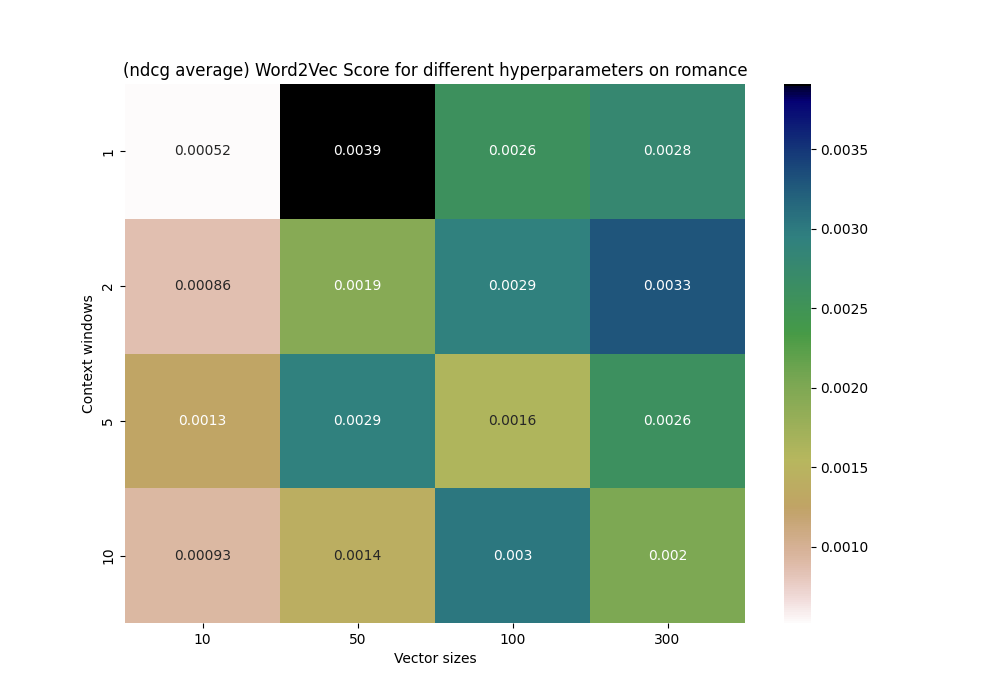 (ndcg average) Word2Vec Score for different hyperparameters on romance
1
0.00052 0.0039 0.0026 0.0028
2
0.00086 0.0019 0.0029 0.0033
5
0.0013 0.0029 0.0016 0.0026
10
0.00093 0.0014 0.003 0.002
Context windows
10 50 100 300
Vector sizes
0.0035
0.0030
0.0025
0.0020
0.0015
0.0010